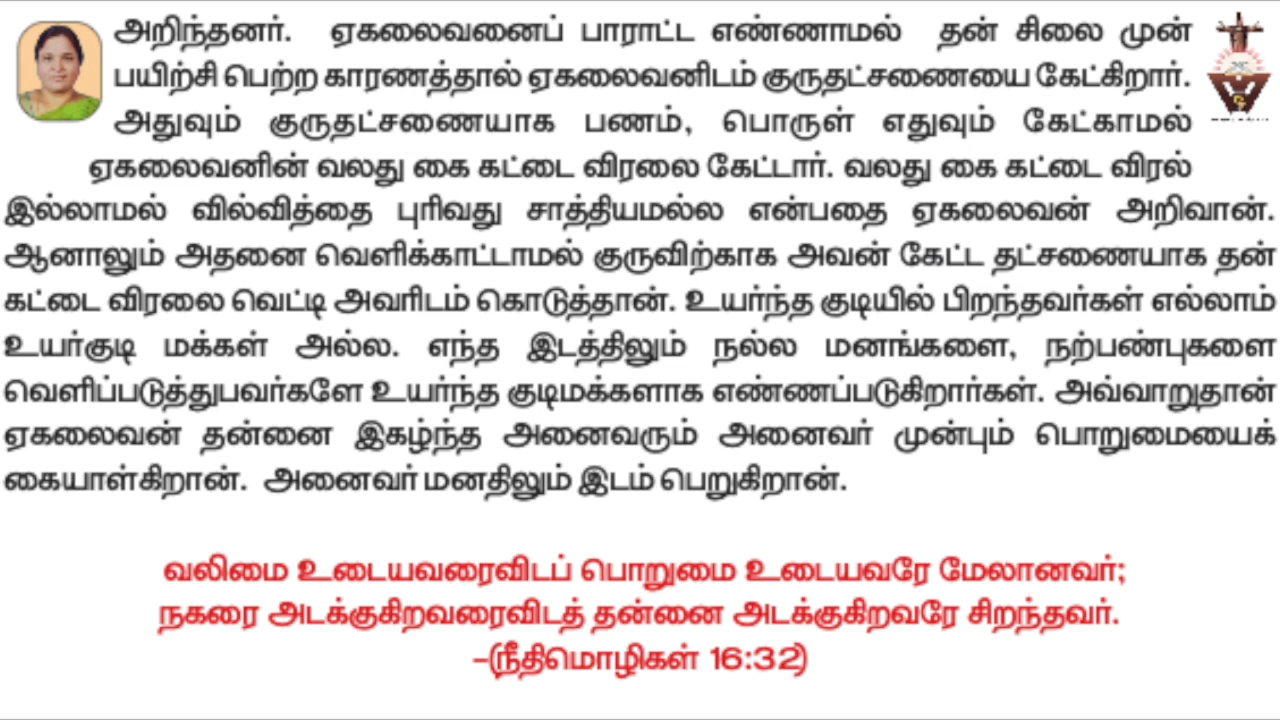 அறிந்தனர். ஏகலைவனைப் பாராட்ட எண்ணாமல் தன் சிலை முன்
பயிற்சி பெற்ற காரணத்தால் ஏகலைவனிடம் குருதட்சணையை கேட்கிறார்.
அதுவும் குருதட்சணையாக பணம், பொருள் எதுவும் கேட்காமல்
ஏகலைவனின் வலது கை கட்டை விரலை கேட்டார். வலது கை கட்டை விரல்
இல்லாமல் வில்வித்தை புரிவது சாத்தியமல்ல என்பதை ஏகலைவன் அறிவான்.
ஆனாலும் அதனை வெளிக்காட்டாமல் குருவிற்காக அவன் கேட்ட தட்சணையாக தன்
கட்டை விரலை வெட்டி அவரிடம் கொடுத்தான். உயர்ந்த குடியில் பிறந்தவர்கள் எல்லாம்
உயர்குடி மக்கள் அல்ல. எந்த இடத்திலும் நல்ல மனங்களை, நற்பண்புகளை
வெளிப்படுத்துபவர்களே உயர்ந்த குடிமக்களாக எண்ணப்படுகிறார்கள். அவ்வாறுதான்
ஏகலைவன் தன்னை இகழ்ந்த அனைவரும் அனைவர் முன்பும் பொறுமையைக்
கையாள்கிறான். அனைவர் மனதிலும் இடம் பெறுகிறான்.
வலிமை உடையவரைவிடப் பொறுமை உடையவரே மேலானவர்;
நகரை அடக்குகிறவரைவிடத் தன்னை அடக்குகிறவரே சிறந்தவர்.
-(நீதிமொழிகள் 16:32)